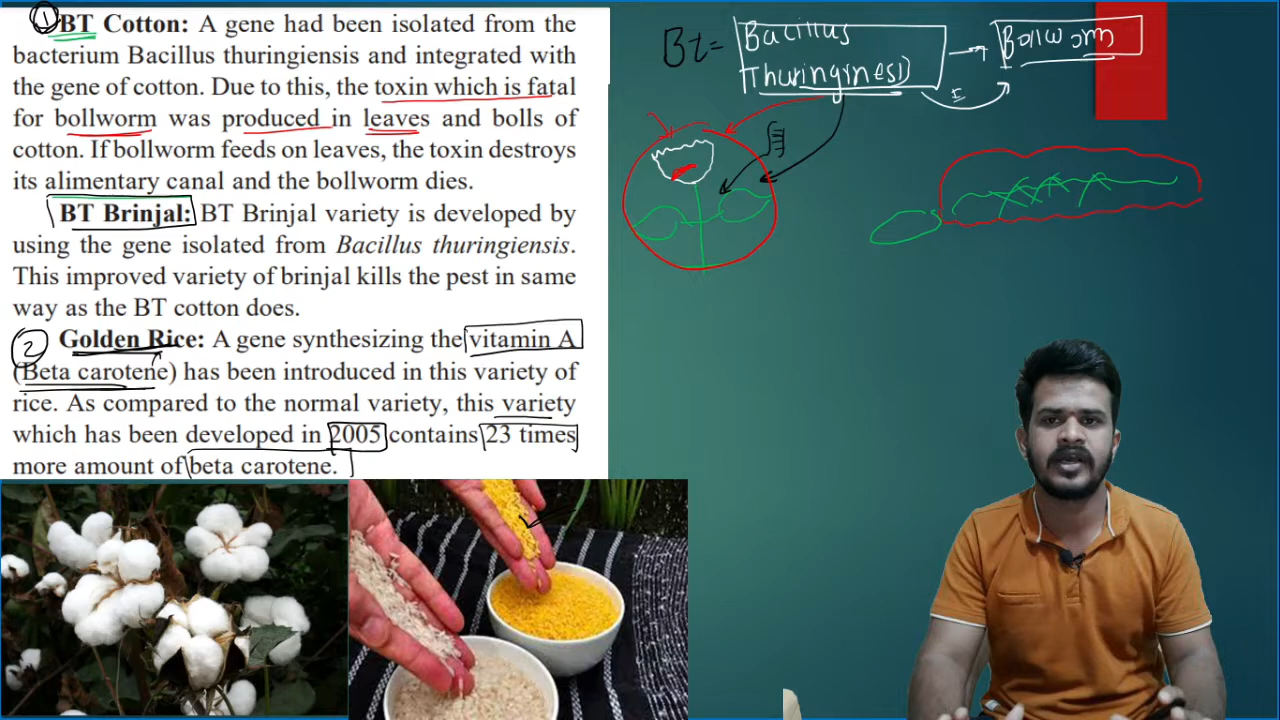 ① BT Cotton: A gene had been isolated from the
bacterium Bacillus thuringiensis and integrated with
the gene of cotton. Due to this, the toxin which is fatal
for bollworm was produced in leaves and bolls of
cotton. If bollworm feeds on leaves, the toxin destroys
its alimentary canal and the bollworm dies.
BT Brinjal: BT Brinjal variety is developed by
using the gene isolated from Bacillus thuringiensis.
This improved variety of brinjal kills the pest in same
way as the BT cotton does.
② Golden Rice: A gene synthesizing the vitamin A
(Beta carotene) has been introduced in this variety of
rice. As compared to the normal variety, this variety
which has been developed in 2005 contains 23 times
more amount of beta carotene.
Bt= Bacillus
→ Bollworm